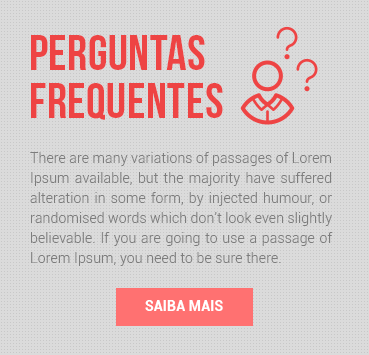 PERGUNTAS
FREQUENTES
There are many variations of passages of Lorem
Ipsum available, but the majority have suffered
alteration in some form, by injected humour, or
randomised words which don't look even slightly
believable. If you are going to use a passage of
Lorem Ipsum, you need to be sure there.
SAIBA MAIS